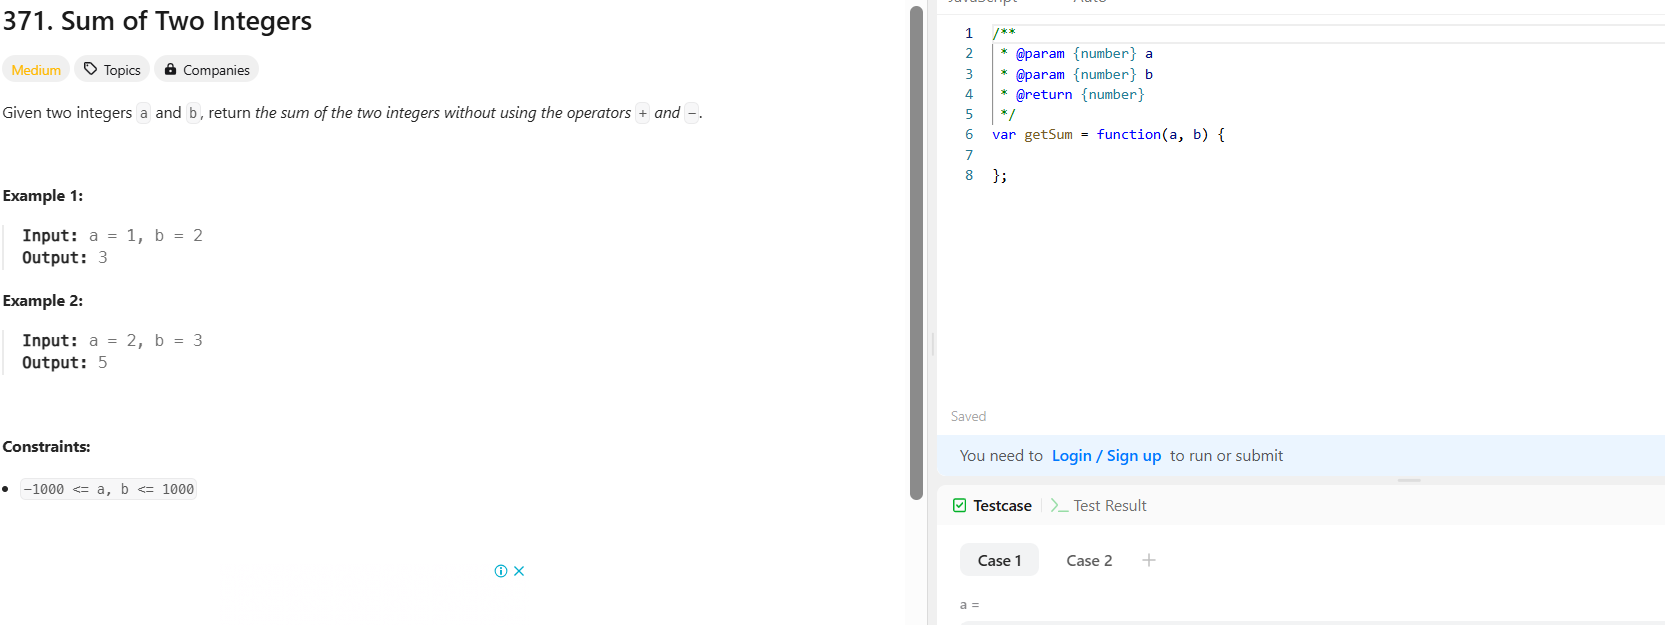 371. Sum of Two Integers
Medium Topics Companies
Given two integers a and b, return the sum of the two integers without using the operators + and -.
Example 1:
Input: a = 1, b = 2
Output: 3
Example 2:
Input: a = 2, b = 3
Output: 5
Constraints:
-1000 <= a, b <= 1000
JavaScript Auto
1 /**
2 * @param {number} a
3 * @param {number} b
4 * @return {number}
5 */
6 var getSum = function(a, b) {
7
8 };
Saved
You need to Login / Sign up to run or submit
Testcase Test Result
Case 1 Case 2 +
a =